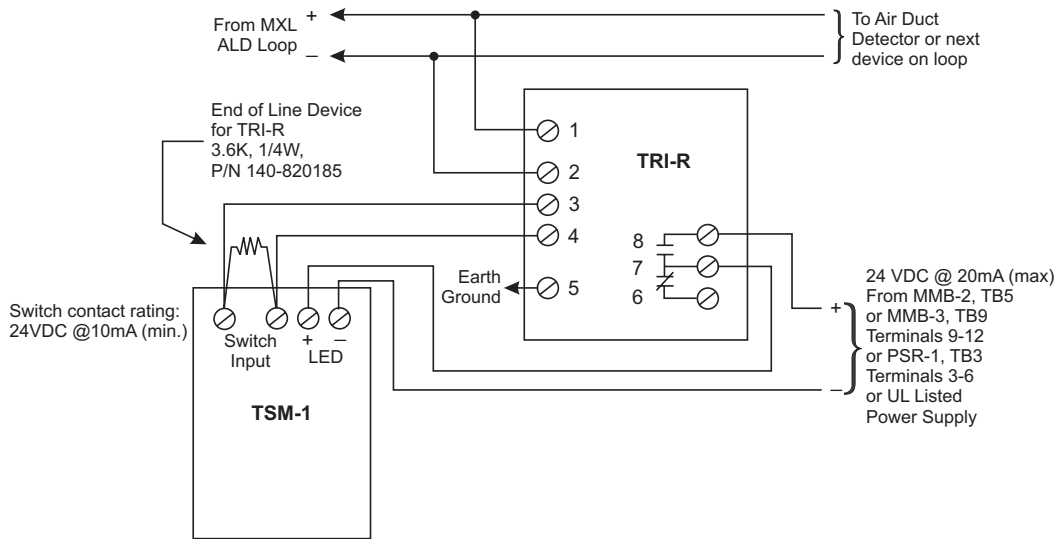 From MXL +
ALD Loop –
To Air Duct
Detector or next
device on loop
End of Line Device
for TRI-R
3.6K, 1/4W,
P/N 140-820185
1
2
3
4
5
TRI-R
8
7
6
Earth
Ground
Switch contact rating:
24VDC @10mA (min.)
Switch
Input
+ –
LED
TSM-1
+
–
24 VDC @ 20mA (max)
From MMB-2, TB5
or MMB-3, TB9
Terminals 9-12
or PSR-1, TB3
Terminals 3-6
or UL Listed
Power Supply